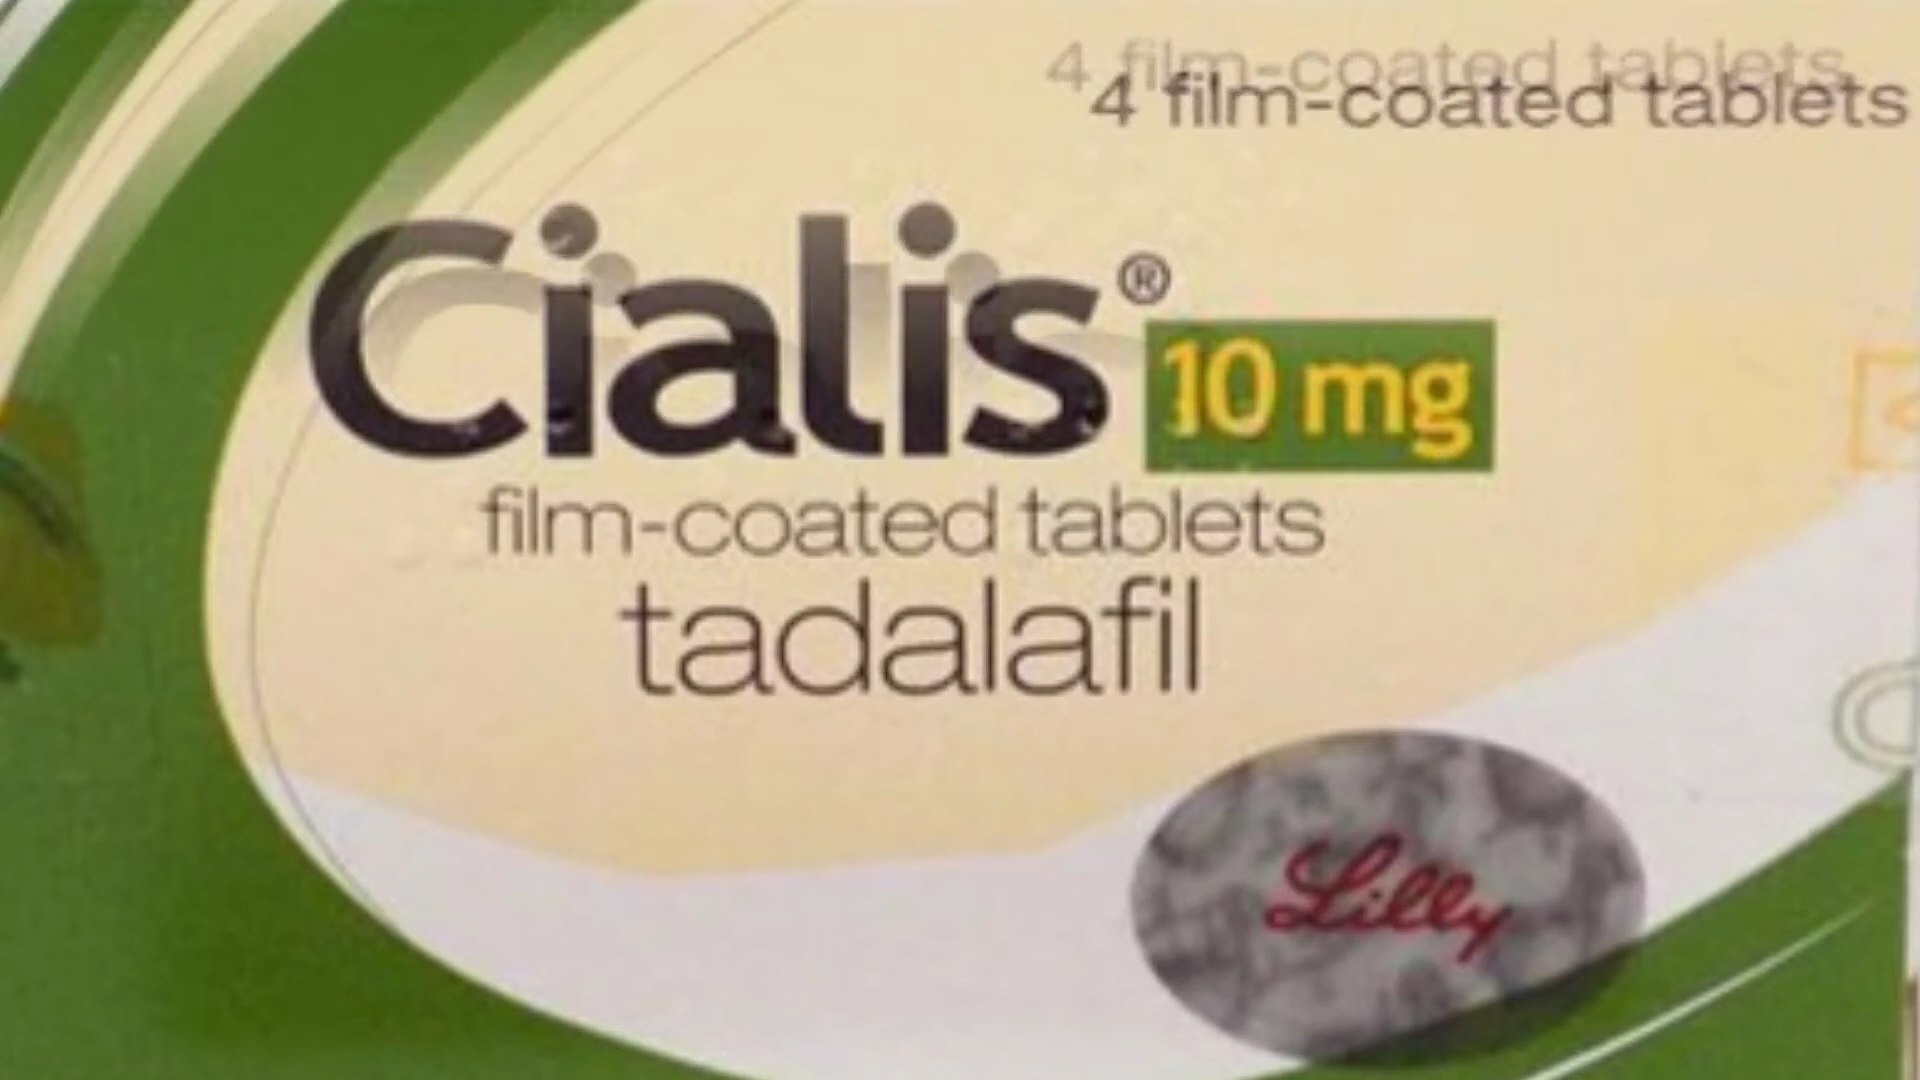 4 film-coated tablets
4 film-coated tablets
Cialis® 10 mg
film-coated tablets
tadalafil
Lilly